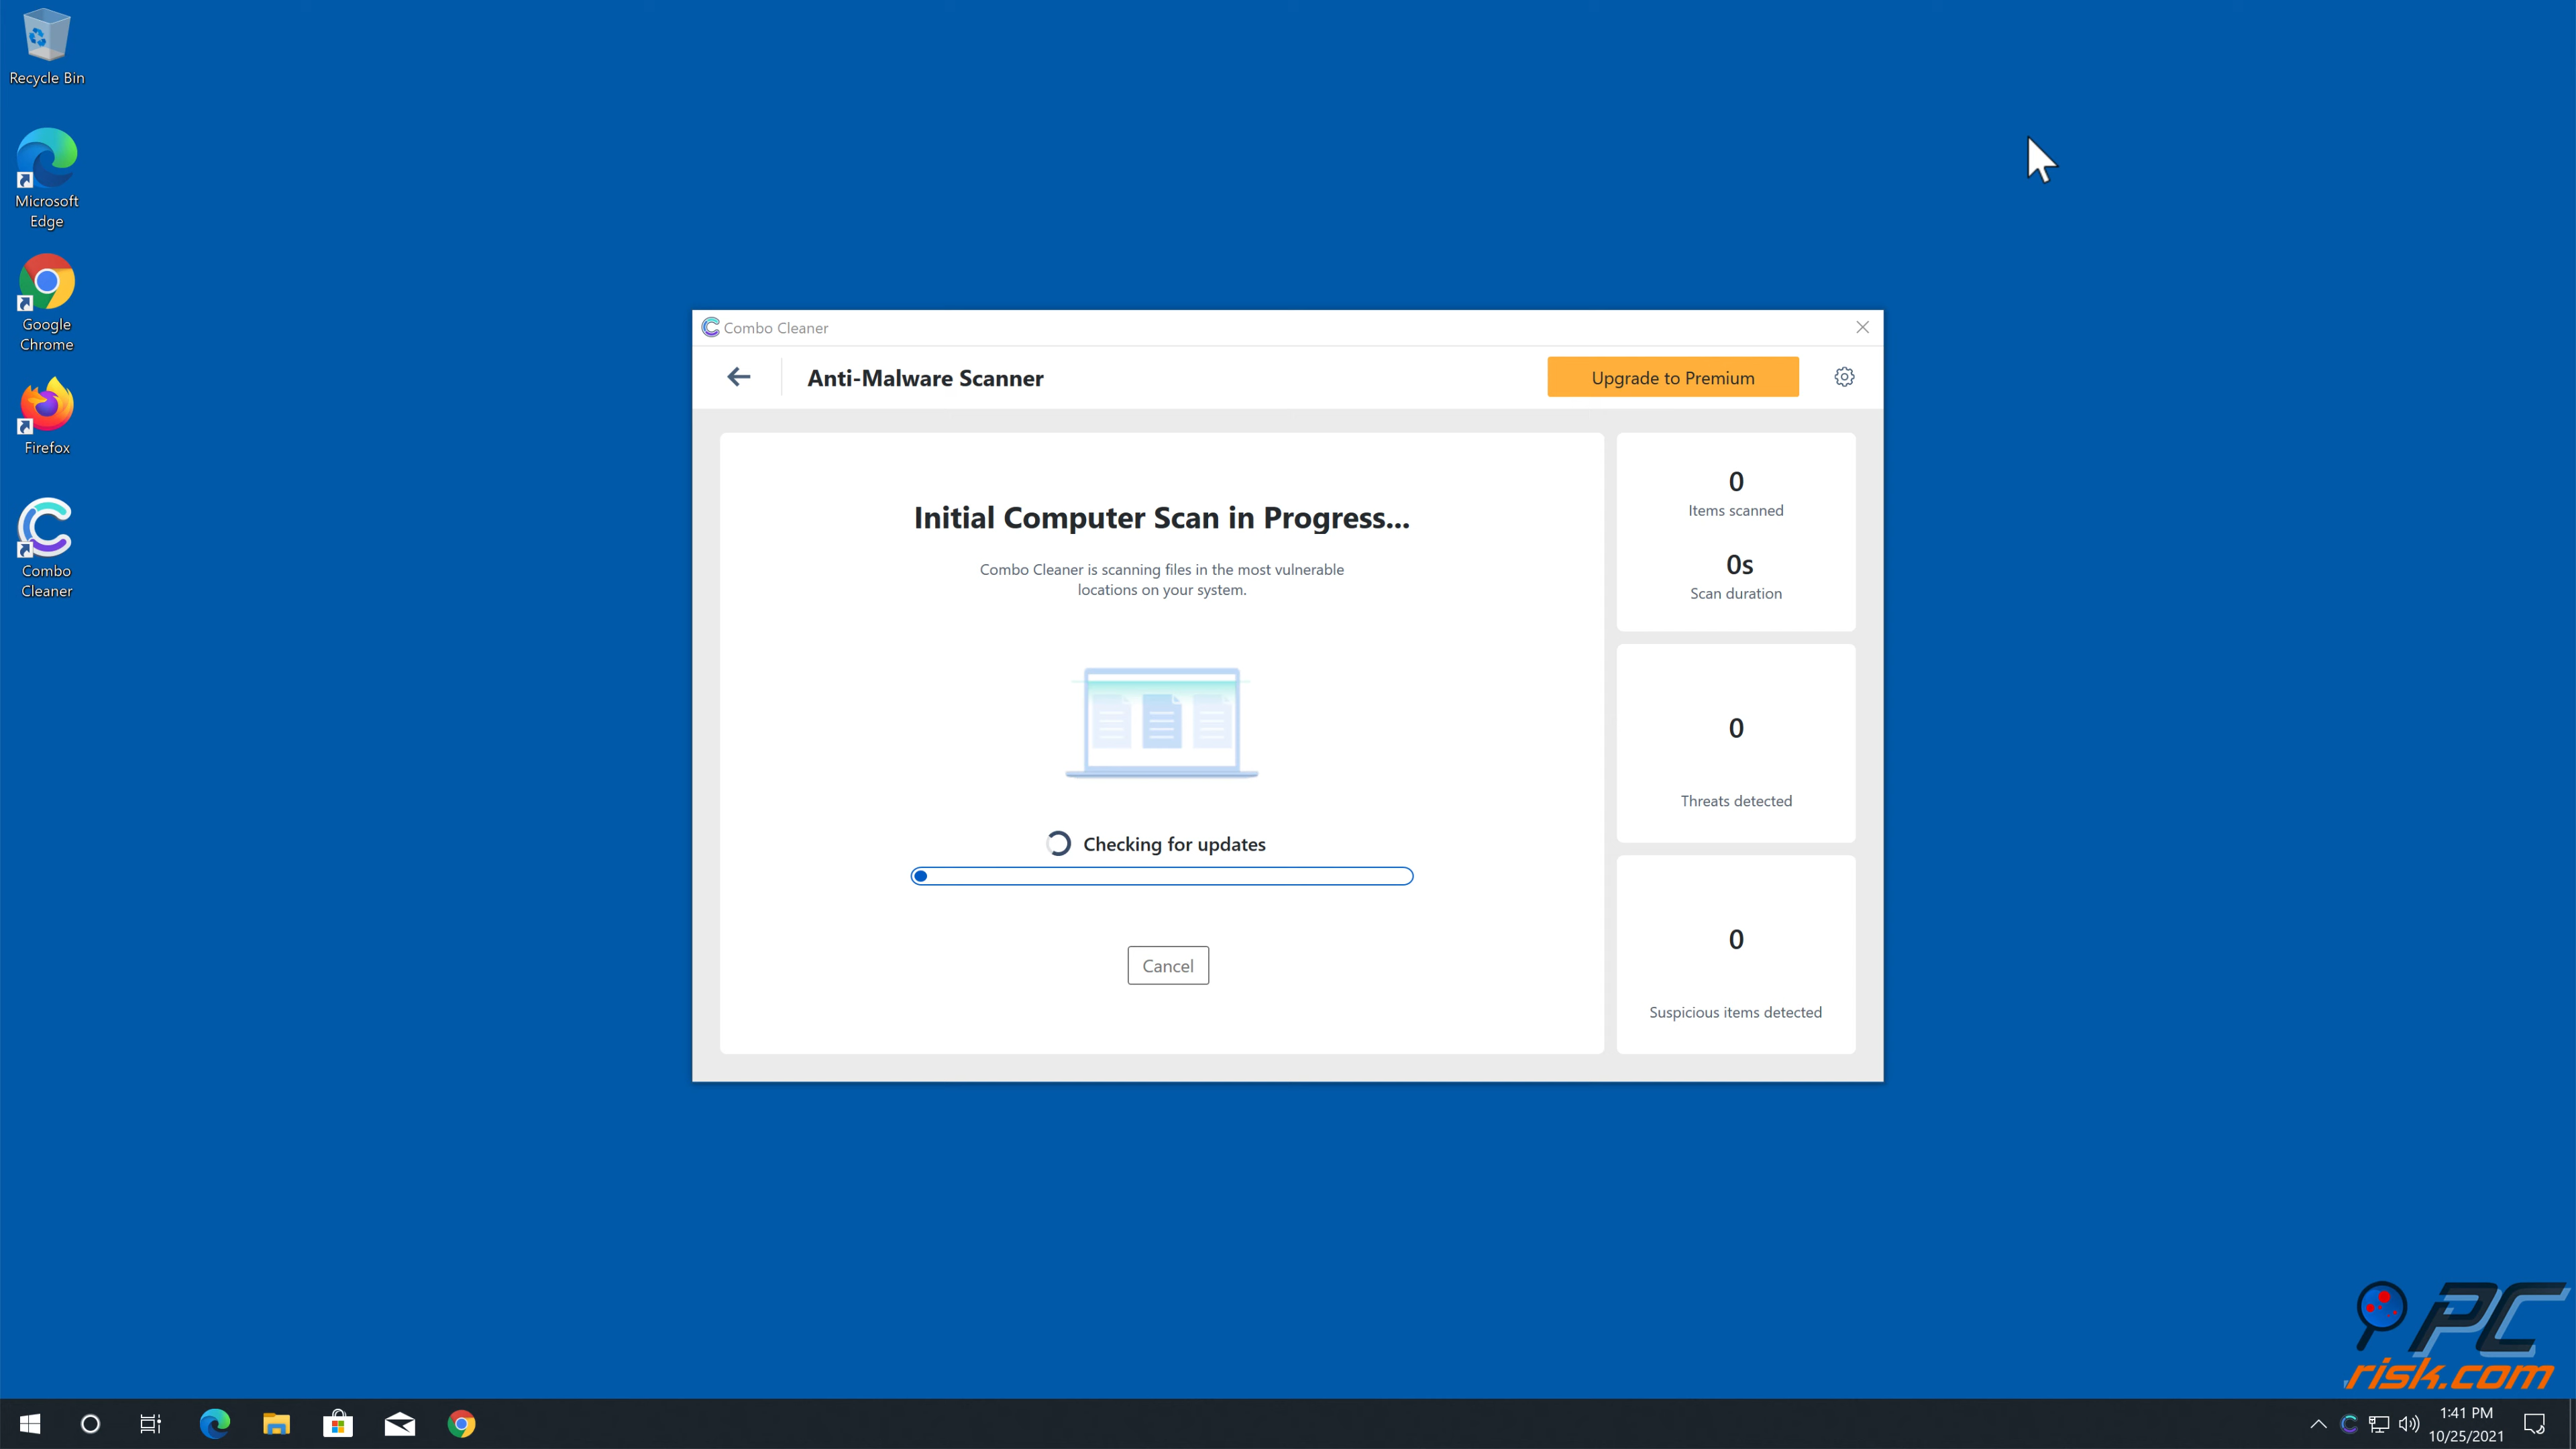 Recycle Bin
Microsoft
Edge
Google
Chrome
Firefox
Combo
Cleaner
Combo Cleaner
Anti-Malware Scanner
Upgrade to Premium
Initial Computer Scan in Progress...
Combo Cleaner is scanning files in the most vulnerable
locations on your system.
Checking for updates
Cancel
0
Items scanned
0s
Scan duration
0
Threats detected
0
Suspicious items detected
PC
risk.com
1:41 PM
10/25/2021